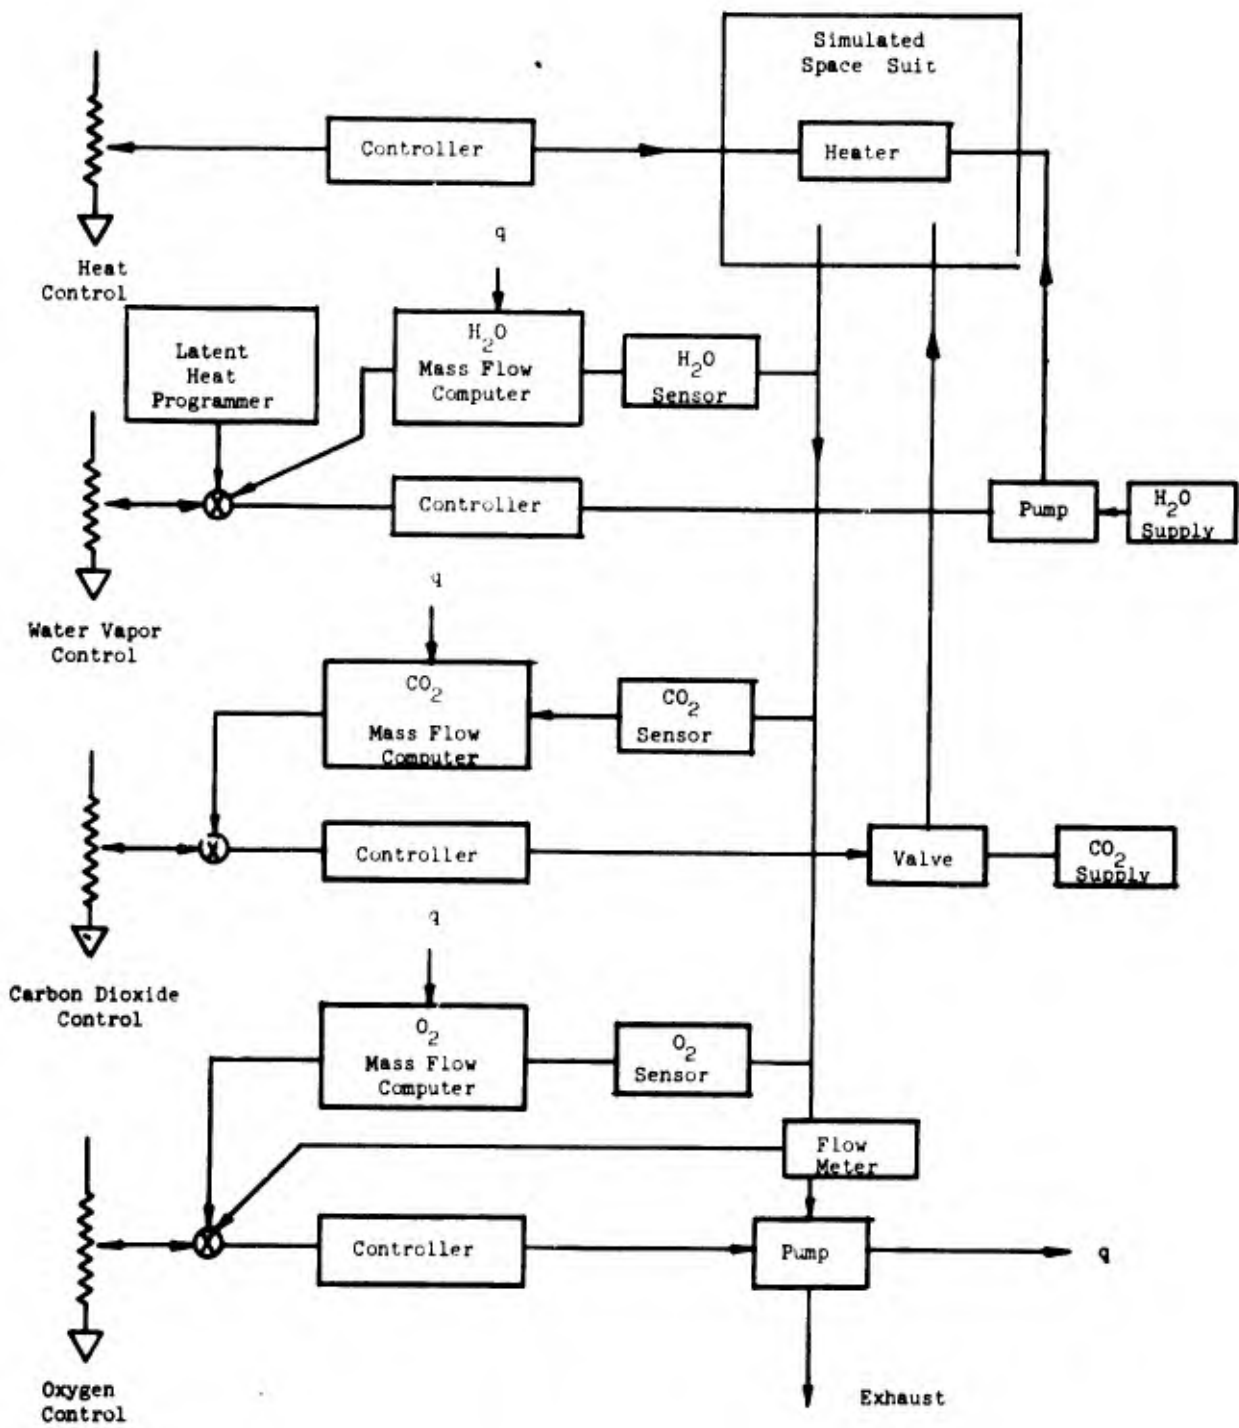 Simulated
Space Suit
Controller
Heater
Heat
Control
q
Latent
Heat
Programmer
H2O
Mass Flow
Computer
H2O
Sensor
Controller
Pump
H2O
Supply
Water Vapor
Control
q
CO2
Mass Flow
Computer
CO2
Sensor
Controller
Valve
CO2
Supply
Carbon Dioxide
Control
q
O2
Mass Flow
Computer
O2
Sensor
Flow
Meter
Controller
Pump
q
Oxygen
Control
Exhaust